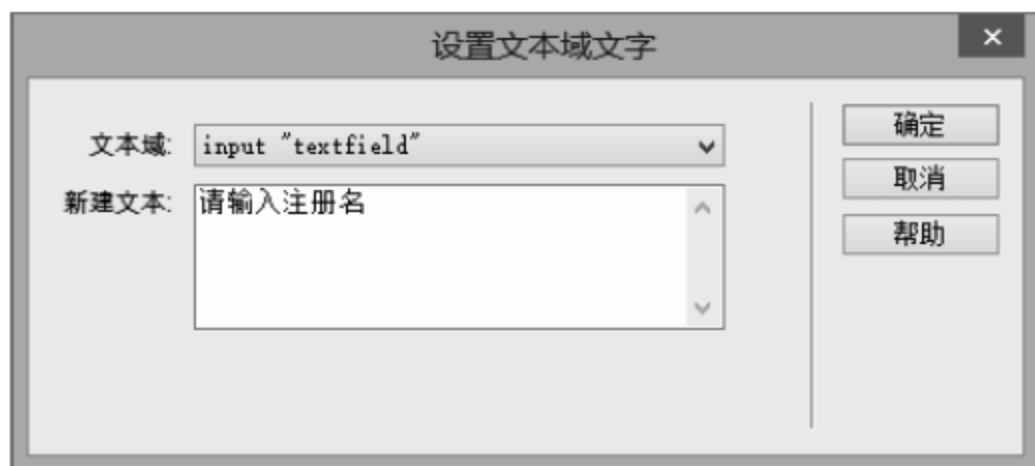 设置文本域文字
文本域: input "textfield"
确定
取消
新建文本: 请输入注册名
帮助